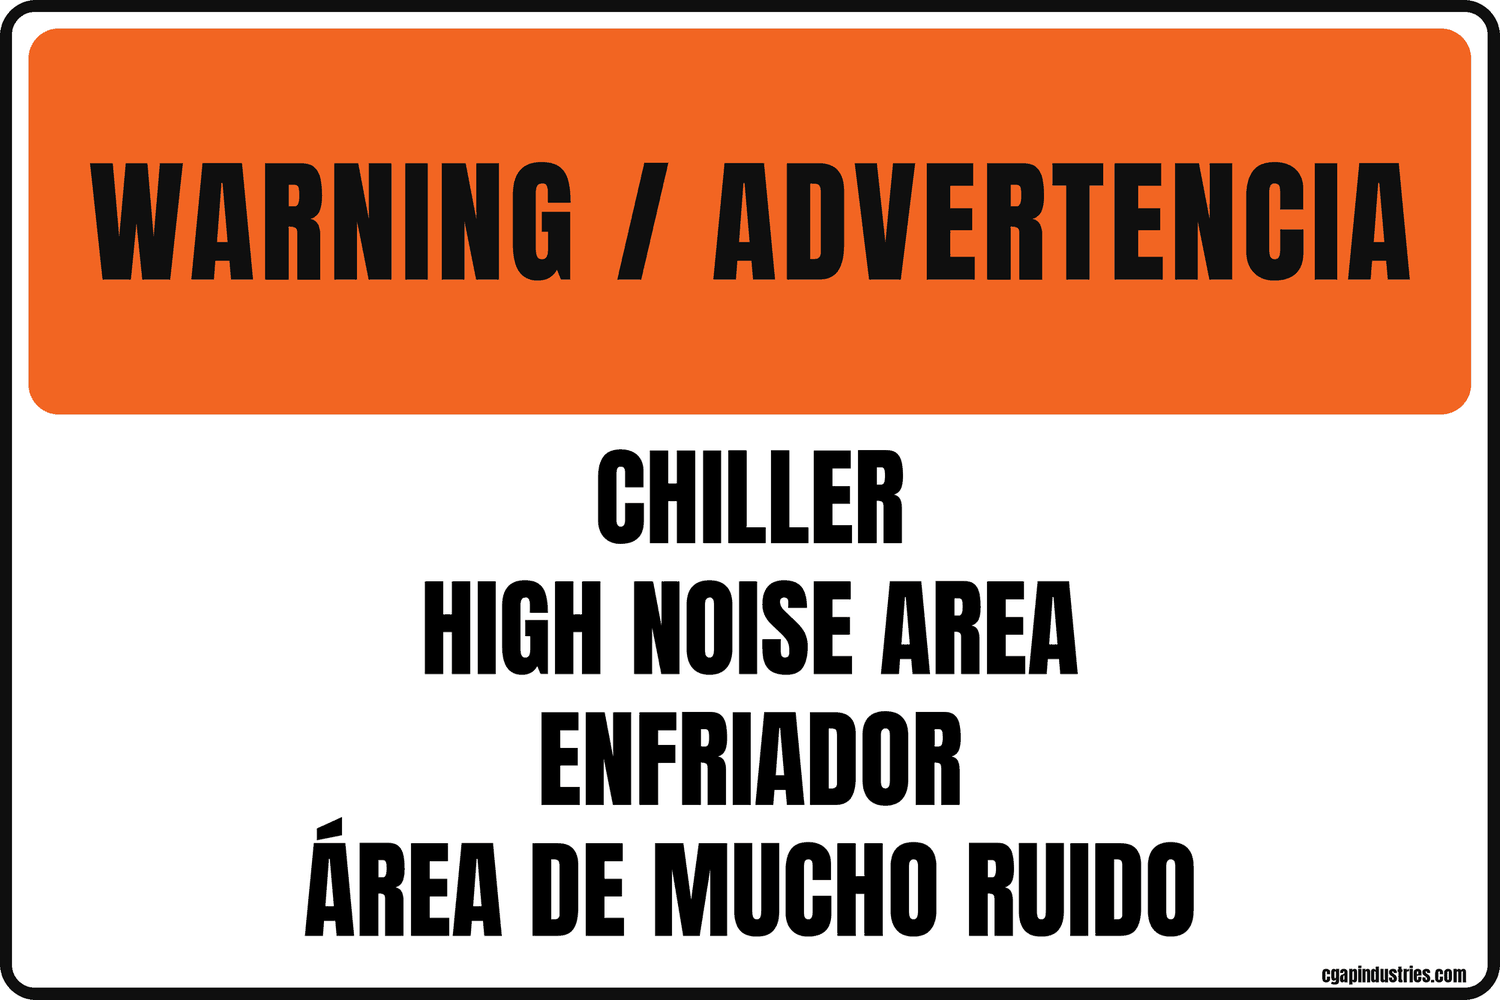 WARNING / ADVERTENCIA
CHILLER
HIGH NOISE AREA
ENFRIADOR
ÁREA DE MUCHO RUIDO
cgapindustries.com